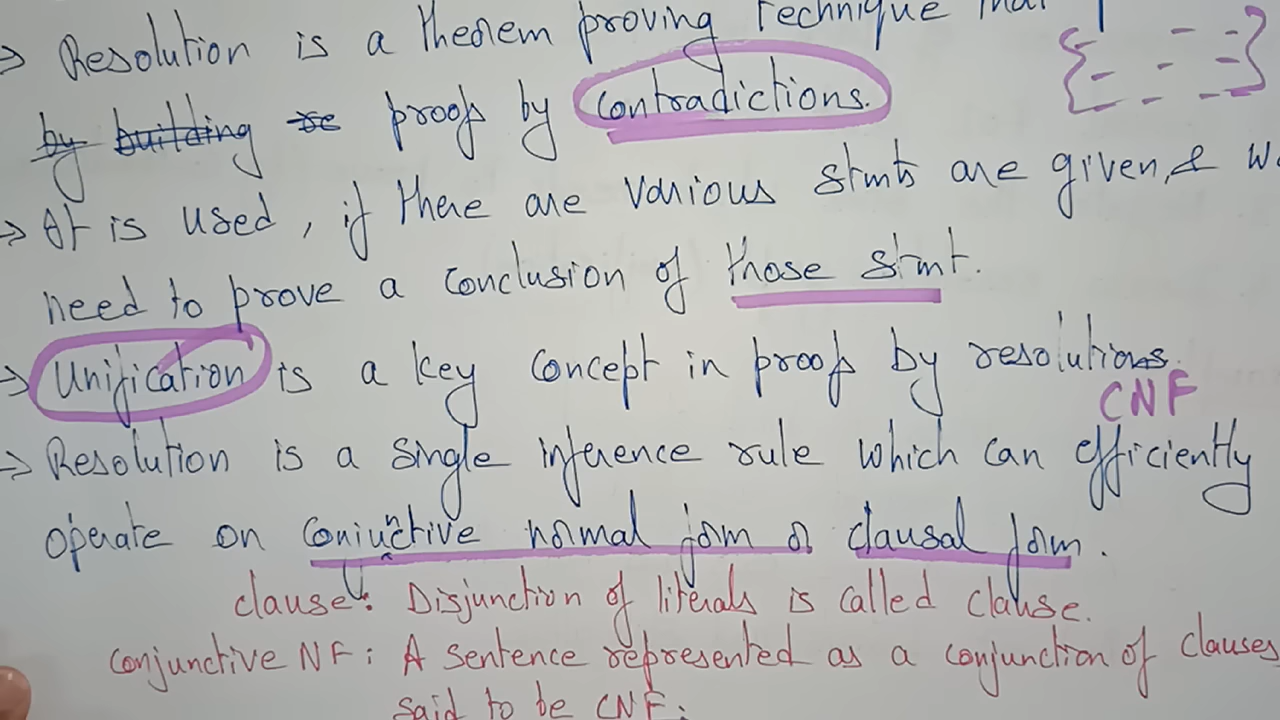 → Resolution is a theorem proving Technique that
by building proof by contradictions.
→ It is used, if there are various stmts are given, & we
need to prove a conclusion of those stmt.
→ Unification is a key concept in proof by resolutions.
CNF
→ Resolution is a single inference rule which can efficiently
operate on conjunctive normal form or clausal form.
clause: Disjunction of literals is called clause.
conjunctive NF: A sentence represented as a conjunction of clauses
said to be CNF: